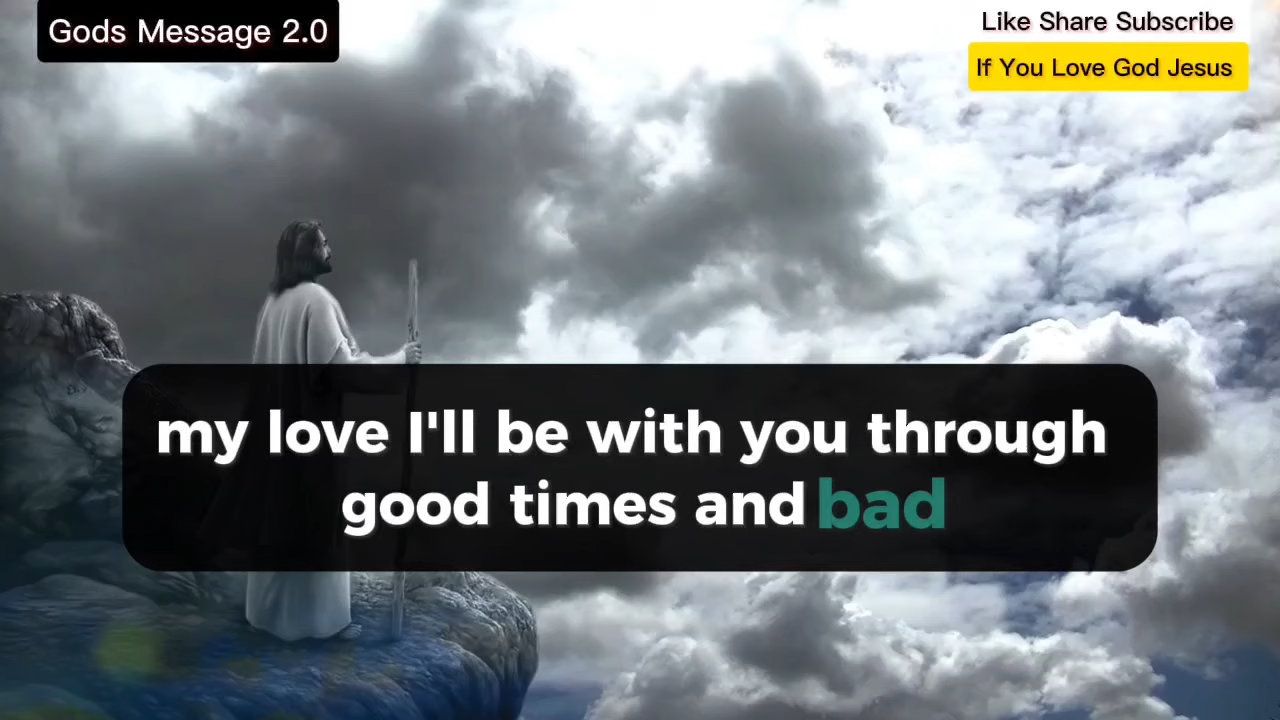 Gods Message 2.0
Like Share Subscribe
If You Love God Jesus
my love I'll be with you through
good times and bad